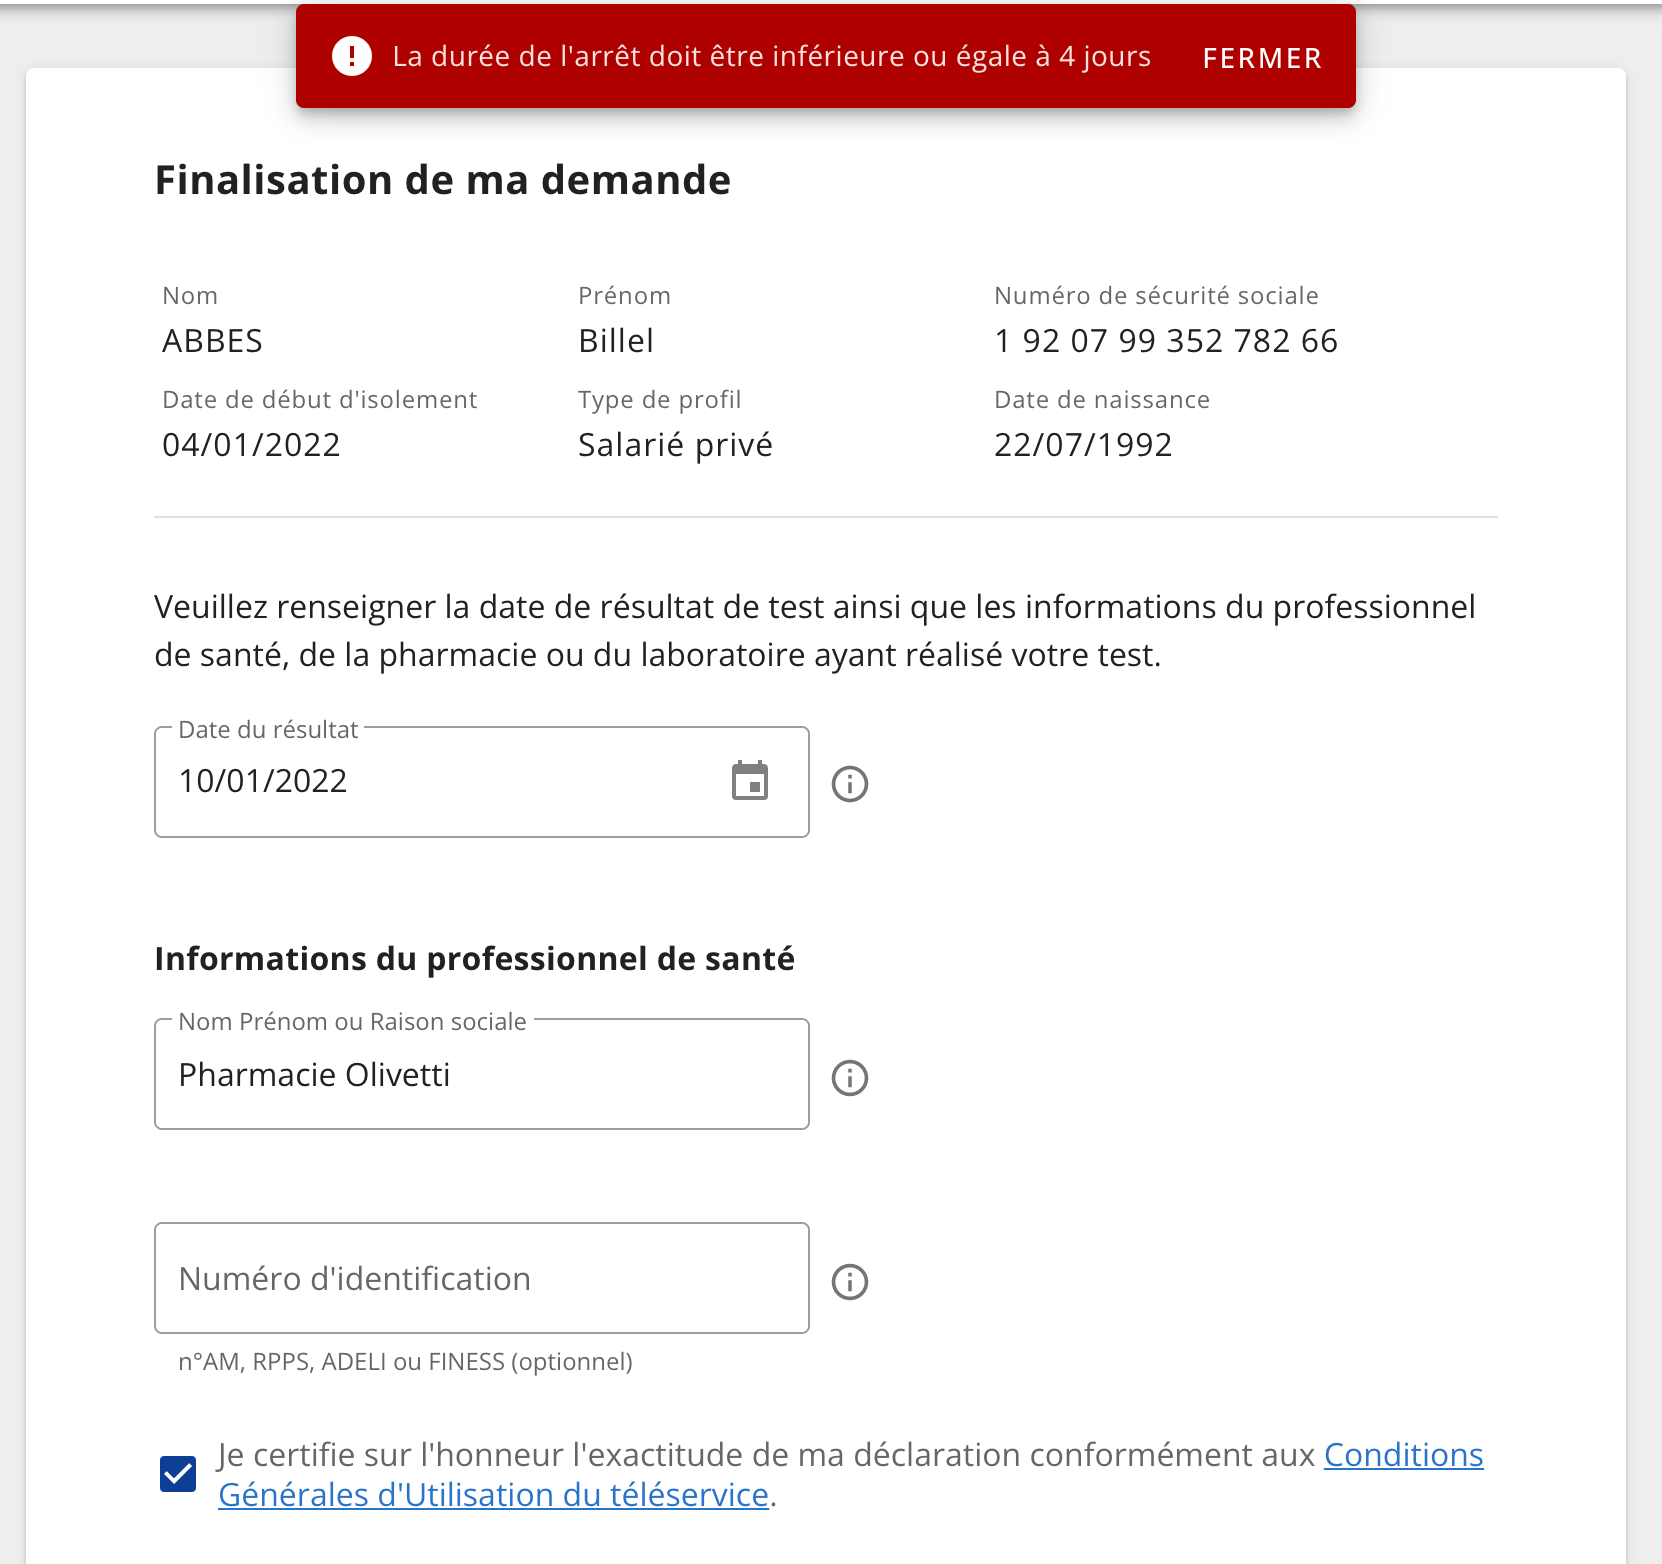 La durée de l'arrêt doit être inférieure ou égale à 4 jours FERMER
Finalisation de ma demande
Nom Prénom Numéro de sécurité sociale
ABBES Billel 1 92 07 99 352 782 66
Date de début d'isolement Type de profil Date de naissance
04/01/2022 Salarié privé 22/07/1992
Veuillez renseigner la date de résultat de test ainsi que les informations du professionnel
de santé, de la pharmacie ou du laboratoire ayant réalisé votre test.
Date du résultat
10/01/2022
Informations du professionnel de santé
Nom Prénom ou Raison sociale
Pharmacie Olivetti
Numéro d'identification
n°AM, RPPS, ADELI ou FINESS (optionnel)
Je certifie sur l'honneur l'exactitude de ma déclaration conformément aux Conditions
Générales d'Utilisation du téléservice.